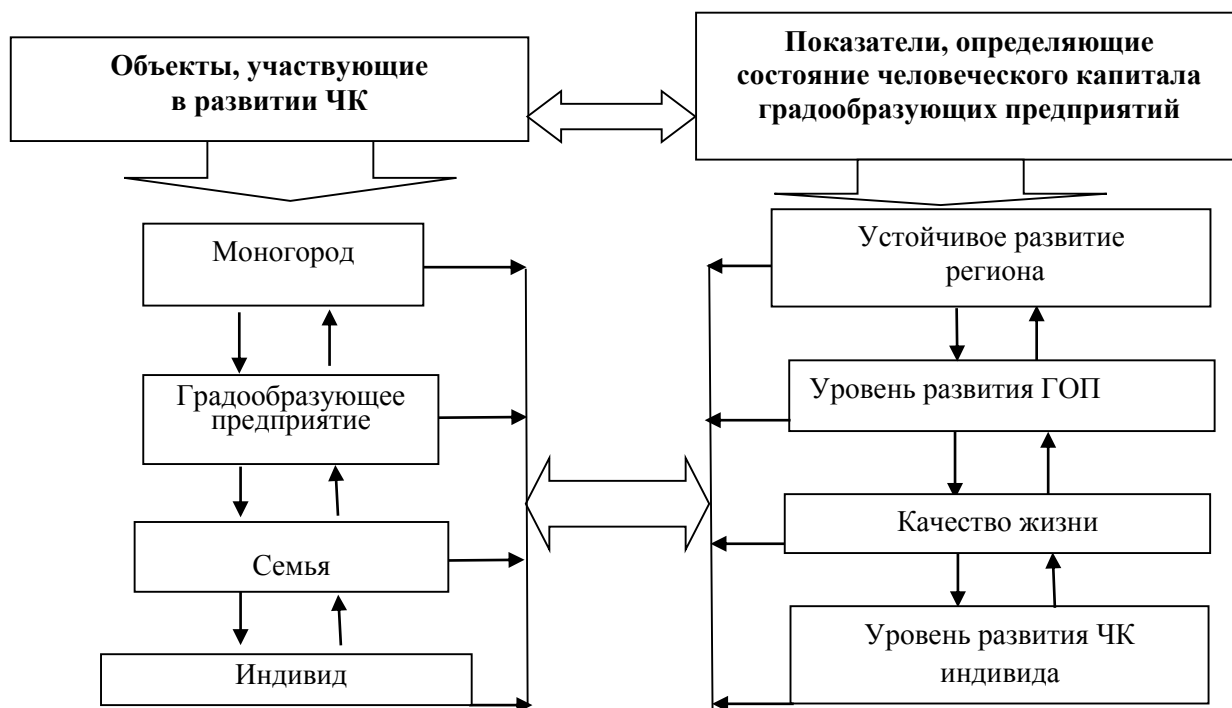 Объекты, участвующие
в развитии ЧК
Показатели, определяющие
состояние человеческого капитала
градообразующих предприятий
Моногород
Градообразующее
предприятие
Семья
Индивид
Устойчивое развитие
региона
Уровень развития ГОП
Качество жизни
Уровень развития ЧК
индивида